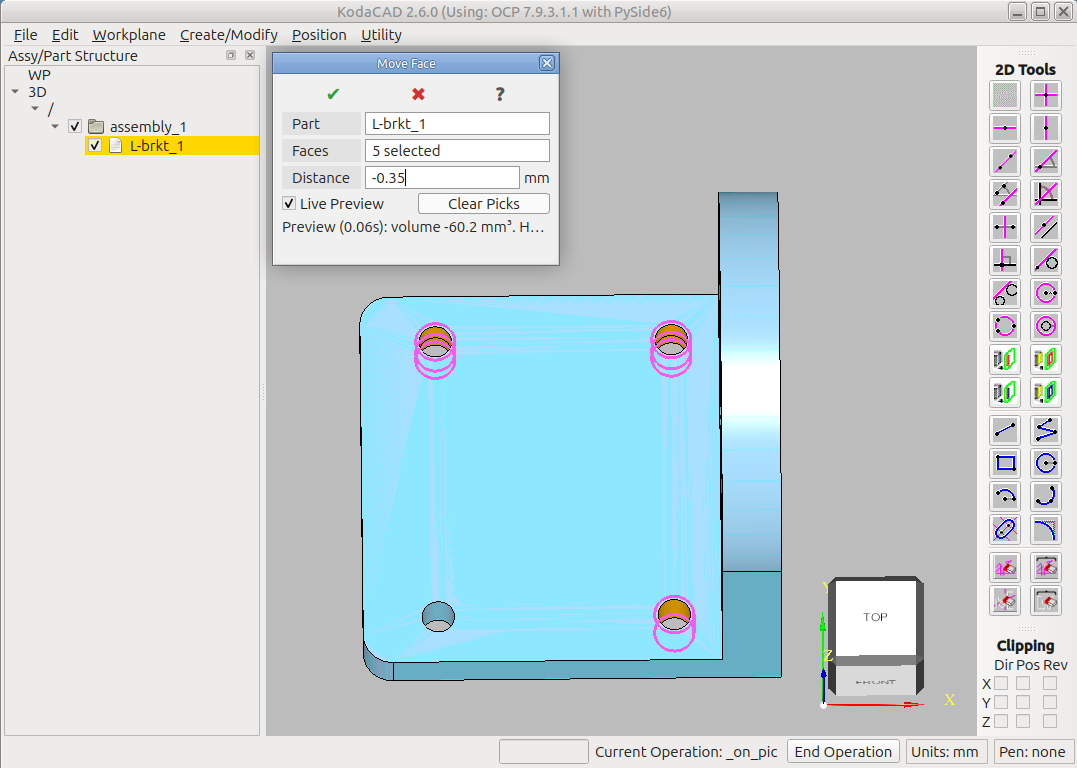 KodaCAD 2.6.0 (Using: OCP 7.9.3.1.1 with PySide6)
File Edit Workplane Create/Modify Position Utility
Assy/Part Structure
WP
3D
/
assembly_1
L-brkt_1
Move Face
?
Part L-brkt_1
Faces 5 selected
Distance -0.35 mm
Live Preview Clear Picks
Preview (0.06s): volume -60.2 mm³. H...
2D Tools
Y
Z
X
TOP
FRONT
Clipping
Dir Pos Rev
X
Y
Z
Current Operation: _on_pic End Operation Units: mm Pen: none